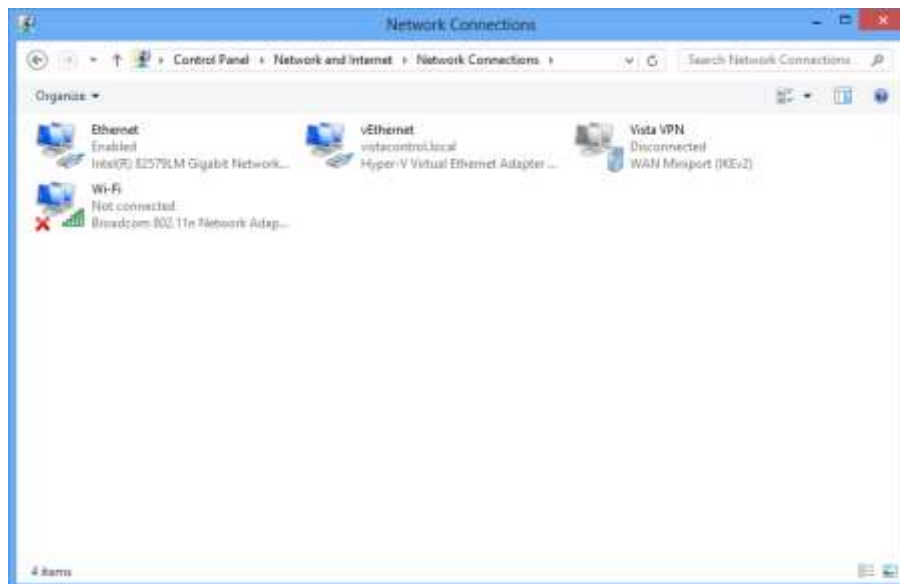 Network Connections
Control Panel Network and Internet Network Connections
Search Network Connections
Organize
Ethernet
Enabled
Intel(R) 82579LM Gigabit Network...
vEthernet
vistacontrol.local
Hyper-V Virtual Ethernet Adapter ...
Vista VPN
Disconnected
WAN Miniport (IKEv2)
Wi-Fi
Not connected
Broadcom 802.11n Network Adap...
4 items